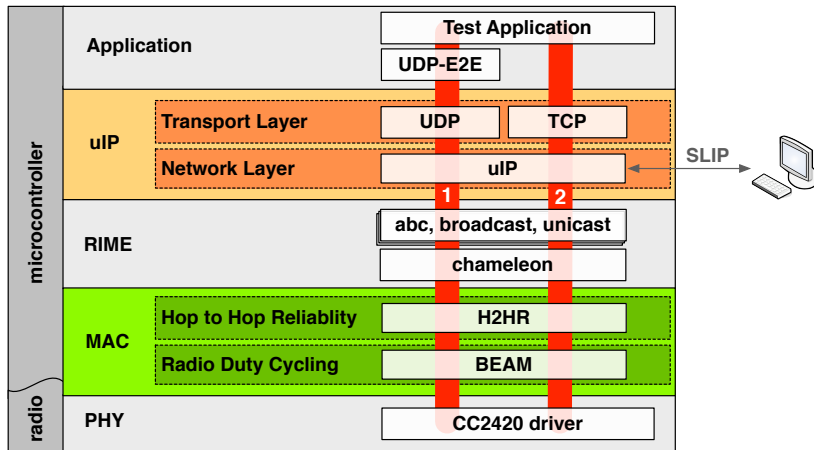 Application
Test Application
UDP-E2E
uIP
Transport Layer
UDP
TCP
Network Layer
uIP
SLIP
1
2
RIME
abc, broadcast, unicast
chameleon
MAC
Hop to Hop Reliablity
H2HR
Radio Duty Cycling
BEAM
PHY
CC2420 driver
microcontroller
radio